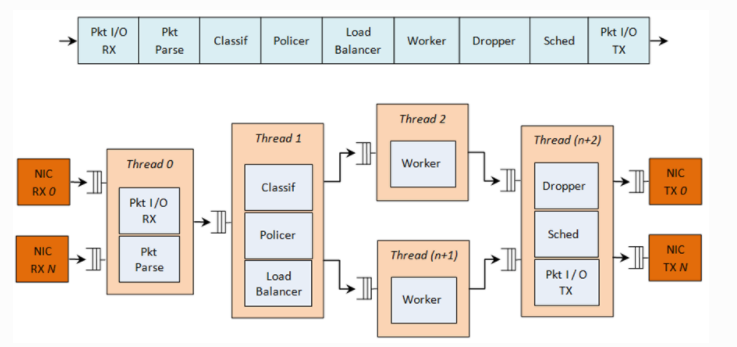 Pkt I/O
RX
Pkt
Parse
Classif
Policer
Load
Balancer
Worker
Dropper
Sched
Pkt I/O
TX
NIC
RX 0
NIC
RX N
Thread 0
Pkt I/O
RX
Pkt
Parse
Thread 1
Classif
Policer
Load
Balancer
Thread 2
Worker
Thread (n+1)
Worker
Thread (n+2)
Dropper
Sched
Pkt I / O
TX
NIC
TX 0
NIC
TX N